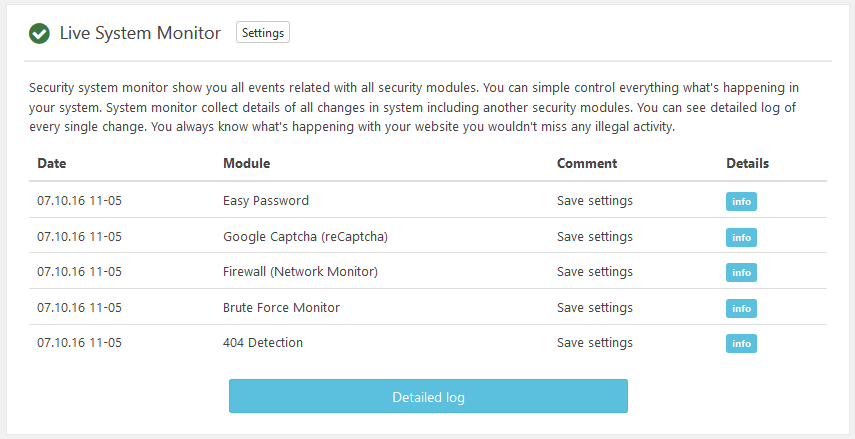 Live System Monitor Settings
Security system monitor show you all events related with all security modules. You can simple control everything what's happening in
your system. System monitor collect details of all changes in system including another security modules. You can see detailed log of
every single change. You always know what's happening with your website you wouldn't miss any illegal activity.
Date Module Comment Details
07.10.16 11-05 Easy Password Save settings info
07.10.16 11-05 Google Captcha (reCaptcha) Save settings info
07.10.16 11-05 Firewall (Network Monitor) Save settings info
07.10.16 11-05 Brute Force Monitor Save settings info
07.10.16 11-05 404 Detection Save settings info
Detailed log